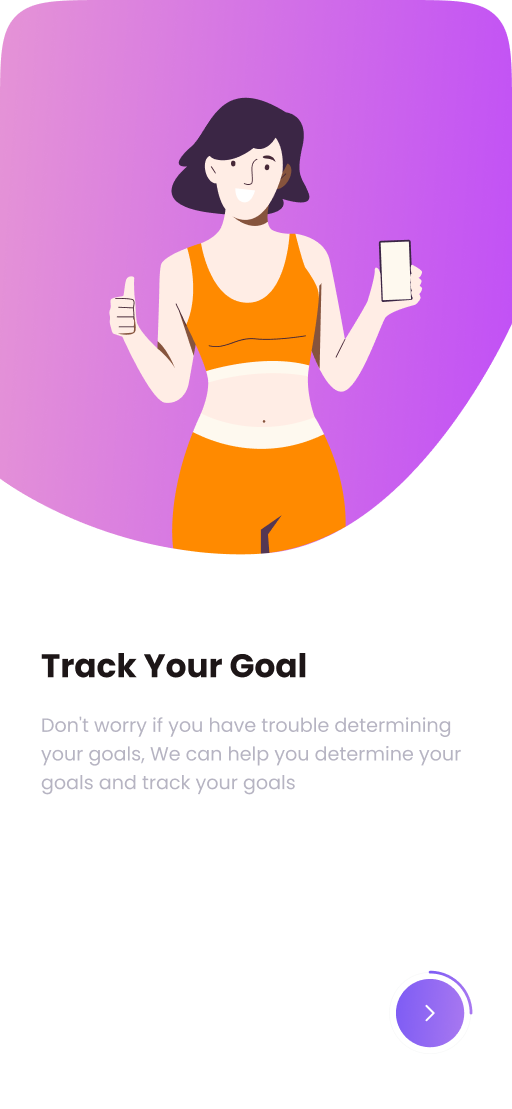 Track Your Goal
Don't worry if you have trouble determining
your goals, We can help you determine your
goals and track your goals